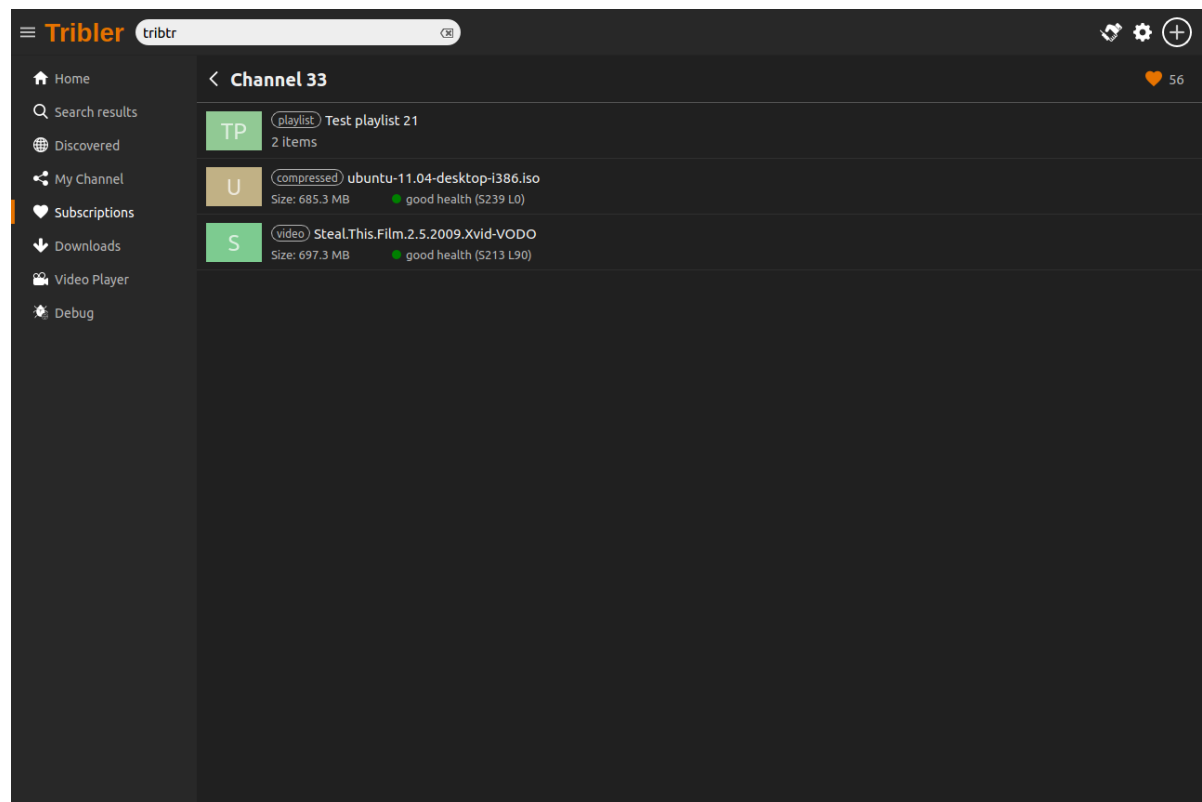 Tribler tribtr
Home
Search results
Discovered
My Channel
Subscriptions
Downloads
Video Player
Debug
Channel 33 56
TP playlist Test playlist 21
2 items
U compressed ubuntu-11.04-desktop-i386.iso
Size: 685.3 MB good health (S239 L0)
S video Steal.This.Film.2.5.2009.Xvid-VODO
Size: 697.3 MB good health (S213 L90)